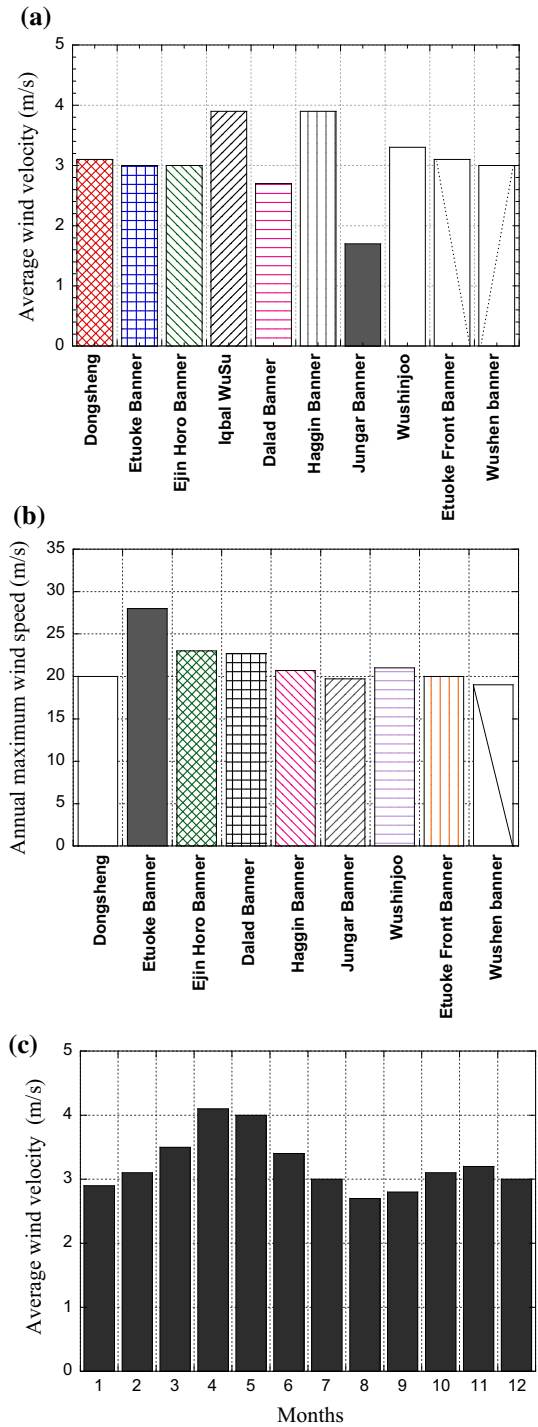 (a)
Average wind velocity (m/s)
5
4
3
2
1
0
Dongsheng
Etuoke Banner
Ejin Horo Banner
Iqbal WuSu
Dalad Banner
Haggin Banner
Jungar Banner
Wushinjoo
Etuoke Front Banner
Wushen banner
(b)
Annual maximum wind speed (m/s)
35
30
25
20
15
10
5
0
Dongsheng
Etuoke Banner
Ejin Horo Banner
Dalad Banner
Haggin Banner
Jungar Banner
Wushinjoo
Etuoke Front Banner
Wushen banner
(c)
Average wind velocity (m/s)
5
4
3
2
1
0
1 2 3 4 5 6 7 8 9 10 11 12
Months